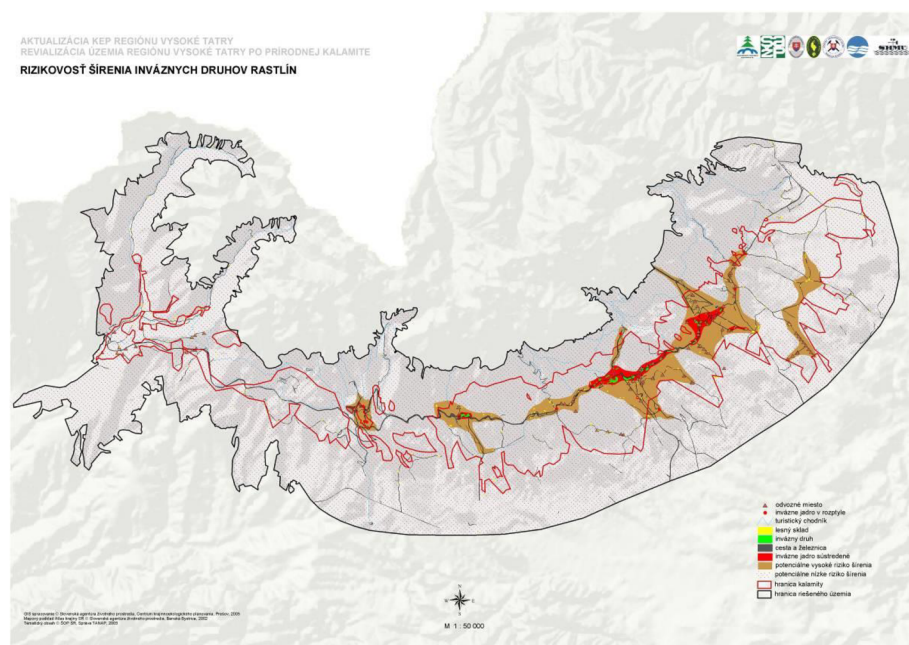 AKTUALIZÁCIA KEP REGIÓNU VYSOKÉ TATRY
REVIALIZÁCIA ÚZEMIA REGIÓNU VYSOKÉ TATRY PO PRÍRODNEJ KALAMITE
RIZIKOVOSŤ ŠÍRENIA INVÁZNYCH DRUHOV RASTLÍN
SHMÚ
odvozné miesto
invázne jadro v rozptyle
turistický chodník
lesný sklad
invázny druh
cesta a železnica
invázne jadro sústredené
potenciálne vysoké riziko šírenia
potenciálne nízke riziko šírenia
hranica kalamity
hranica riešeného územia
M 1 : 50 000